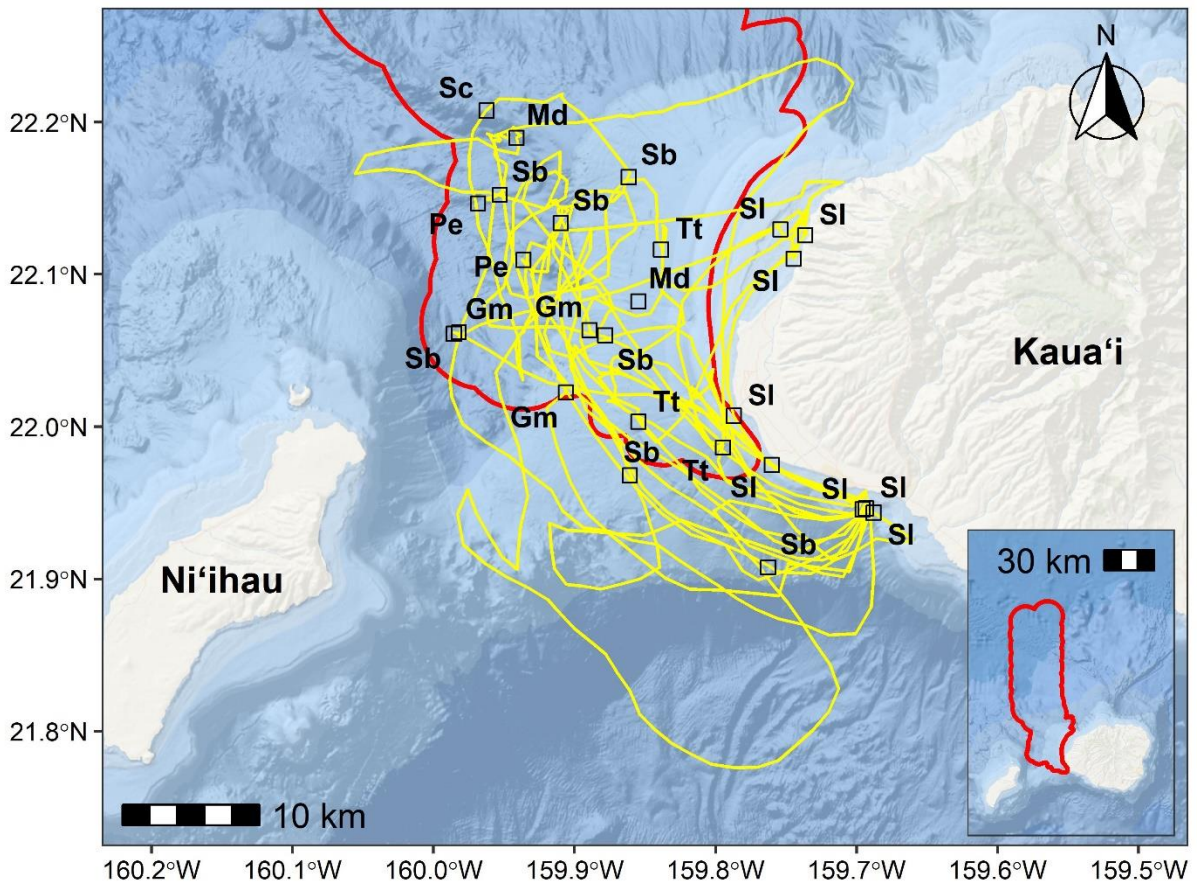 N
Sc
22.2°N
Md
Sb
Sb
Sb
Pe
Sl
Sl
Tt
Pe
22.1°N
Md
Sl
Gm
Gm
Kauaʻi
Sb
Sb
Tt
Sl
Gm
22.0°N
Sb
Tt
Sl
Sl
Sl
Sl
Sb
30 km
21.9°N
Niʻihau
21.8°N
10 km
160.2°W
160.1°W
160.0°W
159.9°W
159.8°W
159.7°W
159.6°W
159.5°W